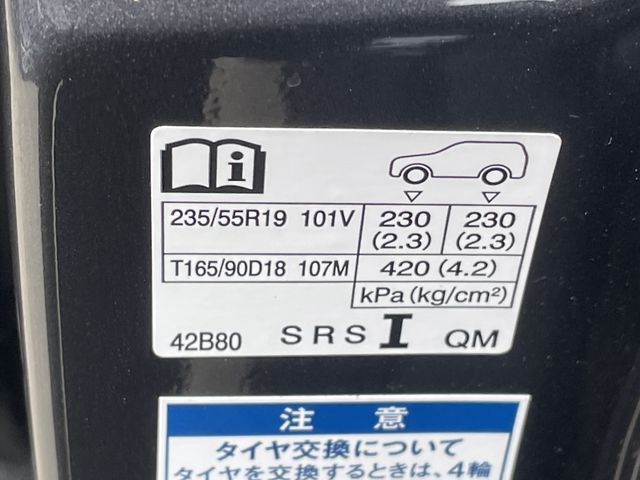 235/55R19 101V 230 (2.3) 230 (2.3)
T165/90D18 107M 420 (4.2)
kPa(kg/cm²)
42B80 SRS I QM
注 意
タイヤ交換について
タイヤを交換するときは、4輪